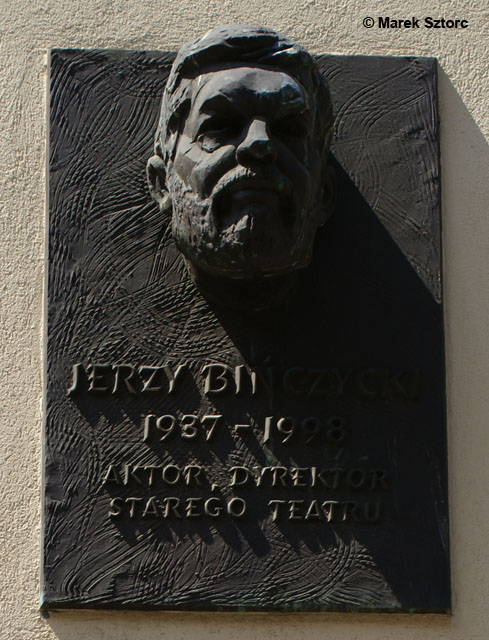 © Marek Sztorc
JERZY BIŃCZYCKI
1937 - 1998
AKTOR, DYREKTOR
STAREGO TEATRU